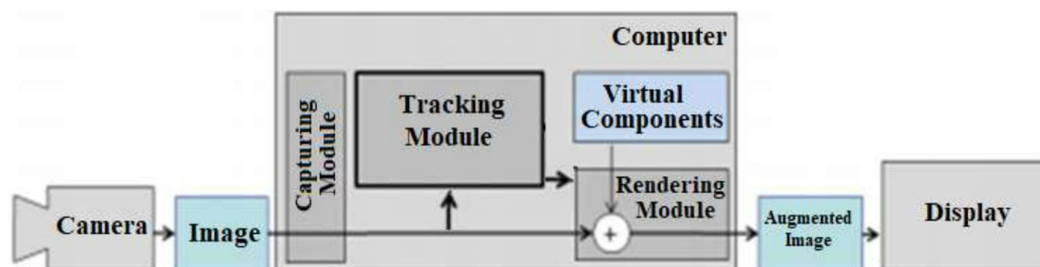 Computer
Capturing
Module
Tracking
Module
Virtual
Components
Rendering
Module
Camera
Image
+
Augmented
Image
Display